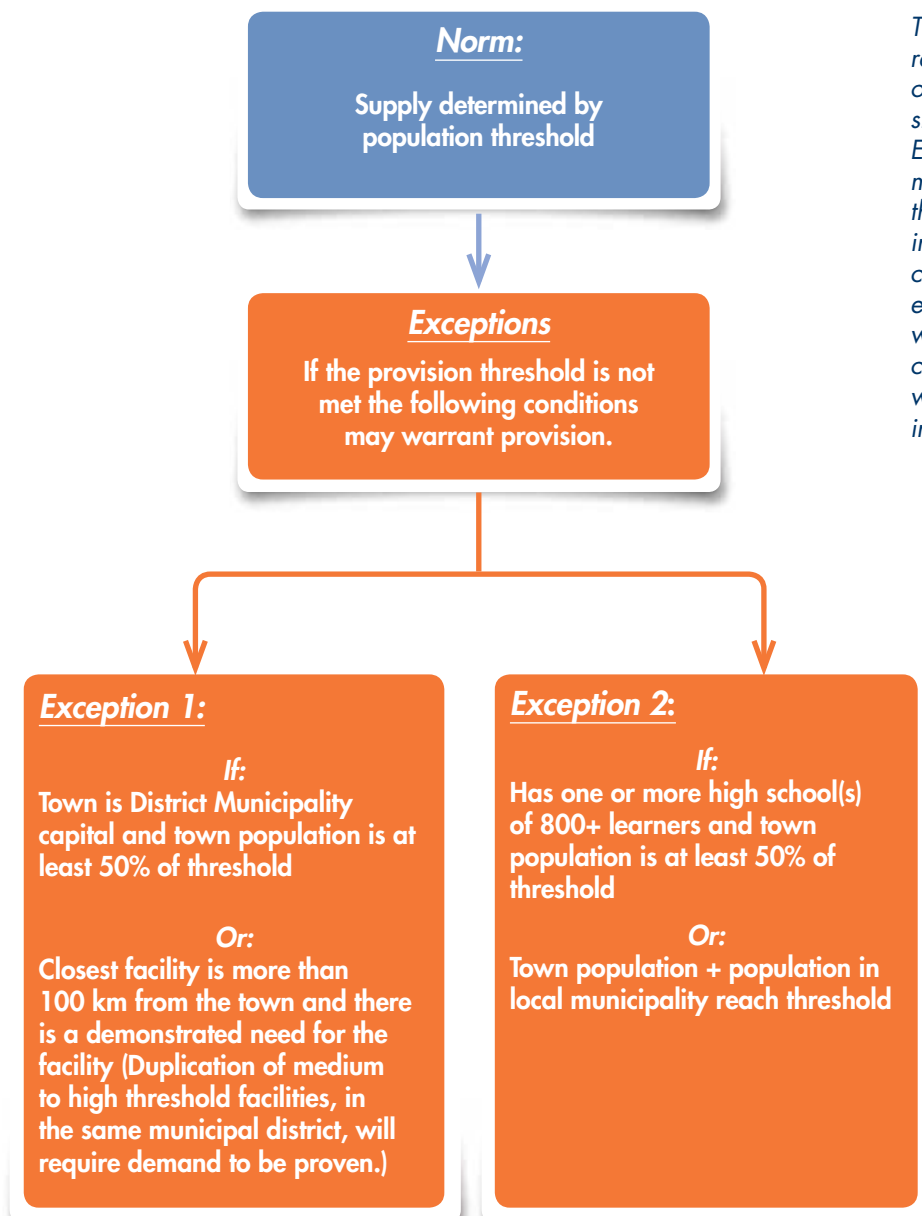 Norm:
Supply determined by
population threshold
Exceptions
If the provision threshold is not
met the following conditions
may warrant provision.
Exception 1:
If:
Town is District Municipality
capital and town population is at
least 50% of threshold
Or:
Closest facility is more than
100 km from the town and there
is a demonstrated need for the
facility (Duplication of medium
to high threshold facilities, in
the same municipal district, will
require demand to be proven.)
Exception 2:
If:
Has one or more high school(s)
of 800+ learners and town
population is at least 50% of
threshold
Or:
Town population + population in
local municipality reach threshold